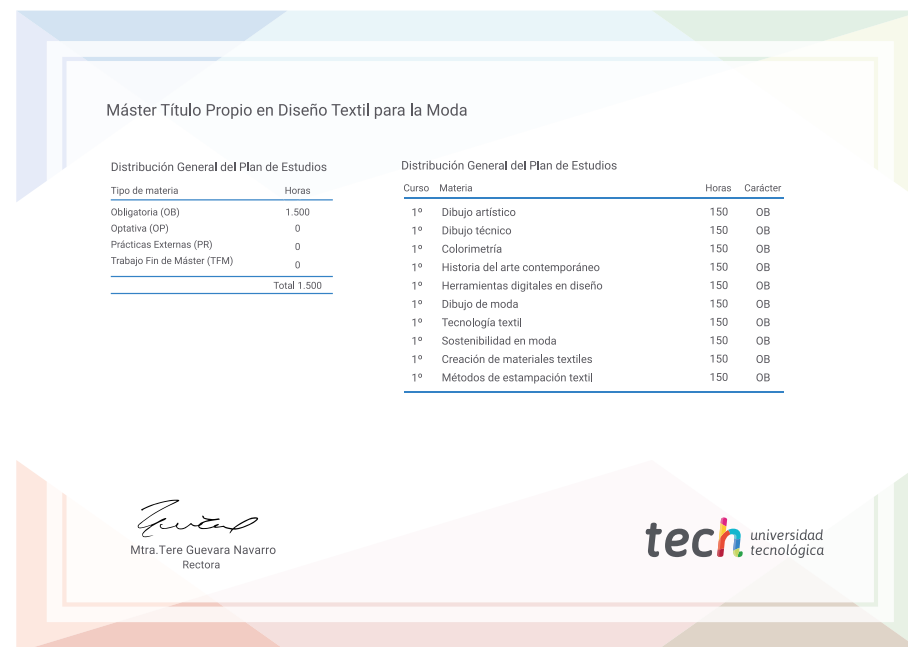 Máster Título Propio en Diseño Textil para la Moda
Distribución General del Plan de Estudios
Tipo de materia Horas
Obligatoria (OB) 1.500
Optativa (OP) 0
Prácticas Externas (PR) 0
Trabajo Fin de Máster (TFM) 0
Total 1.500
Distribución General del Plan de Estudios
Curso Materia Horas Carácter
1º Dibujo artístico 150 OB
1º Dibujo técnico 150 OB
1º Colorimetría 150 OB
1º Historia del arte contemporáneo 150 OB
1º Herramientas digitales en diseño 150 OB
1º Dibujo de moda 150 OB
1º Tecnología textil 150 OB
1º Sostenibilidad en moda 150 OB
1º Creación de materiales textiles 150 OB
1º Métodos de estampación textil 150 OB
Mtra.Tere Guevara Navarro
Rectora
tech universidad
tecnológica